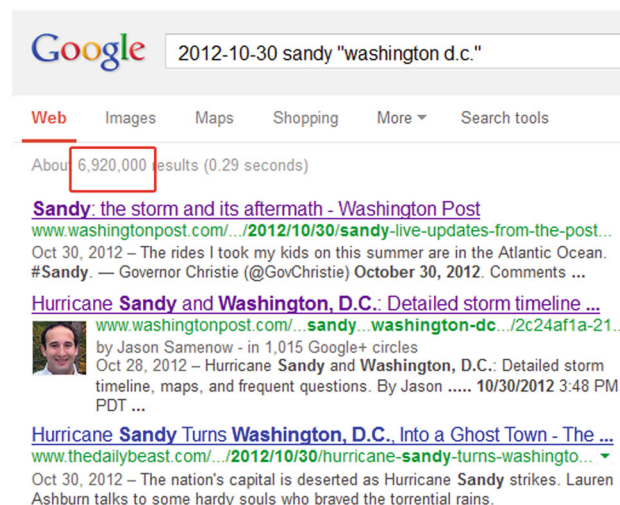 Google 2012-10-30 sandy "washington d.c."
Web Images Maps Shopping More Search tools
About 6,920,000 results (0.29 seconds)
Sandy: the storm and its aftermath - Washington Post
www.washingtonpost.com/.../2012/10/30/sandy-live-updates-from-the-post...
Oct 30, 2012 – The rides I took my kids on this summer are in the Atlantic Ocean.
#Sandy. — Governor Christie (@GovChristie) October 30, 2012. Comments ...
Hurricane Sandy and Washington, D.C.: Detailed storm timeline ...
www.washingtonpost.com/...sandy...washington-dc.../2c24af1a-21..
by Jason Samenow - in 1,015 Google+ circles
Oct 28, 2012 – Hurricane Sandy and Washington, D.C.: Detailed storm
timeline, maps, and frequent questions. By Jason ..... 10/30/2012 3:48 PM
PDT ...
Hurricane Sandy Turns Washington, D.C., Into a Ghost Town - The ...
www.thedailybeast.com/.../2012/10/30/hurricane-sandy-turns-washingto...
Oct 30, 2012 – The nation's capital is deserted as Hurricane Sandy strikes. Lauren
Ashburn talks to some hardy souls who braved the torrential rains.